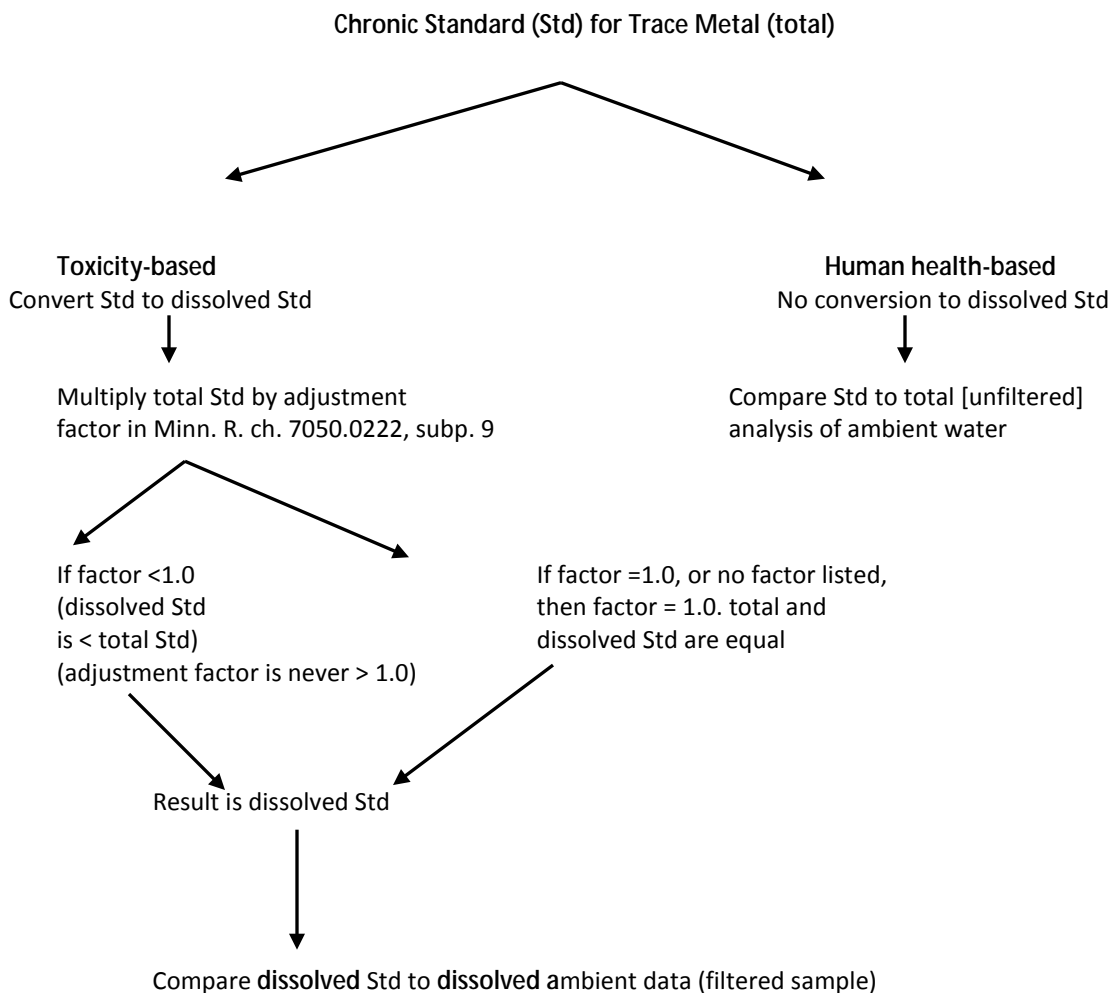 Chronic Standard (Std) for Trace Metal (total)
Toxicity-based
Convert Std to dissolved Std
Human health-based
No conversion to dissolved Std
Multiply total Std by adjustment
factor in Minn. R. ch. 7050.0222, subp. 9
Compare Std to total [unfiltered]
analysis of ambient water
If factor <1.0
(dissolved Std
is < total Std)
(adjustment factor is never > 1.0)
If factor =1.0, or no factor listed,
then factor = 1.0. total and
dissolved Std are equal
Result is dissolved Std
Compare dissolved Std to dissolved ambient data (filtered sample)